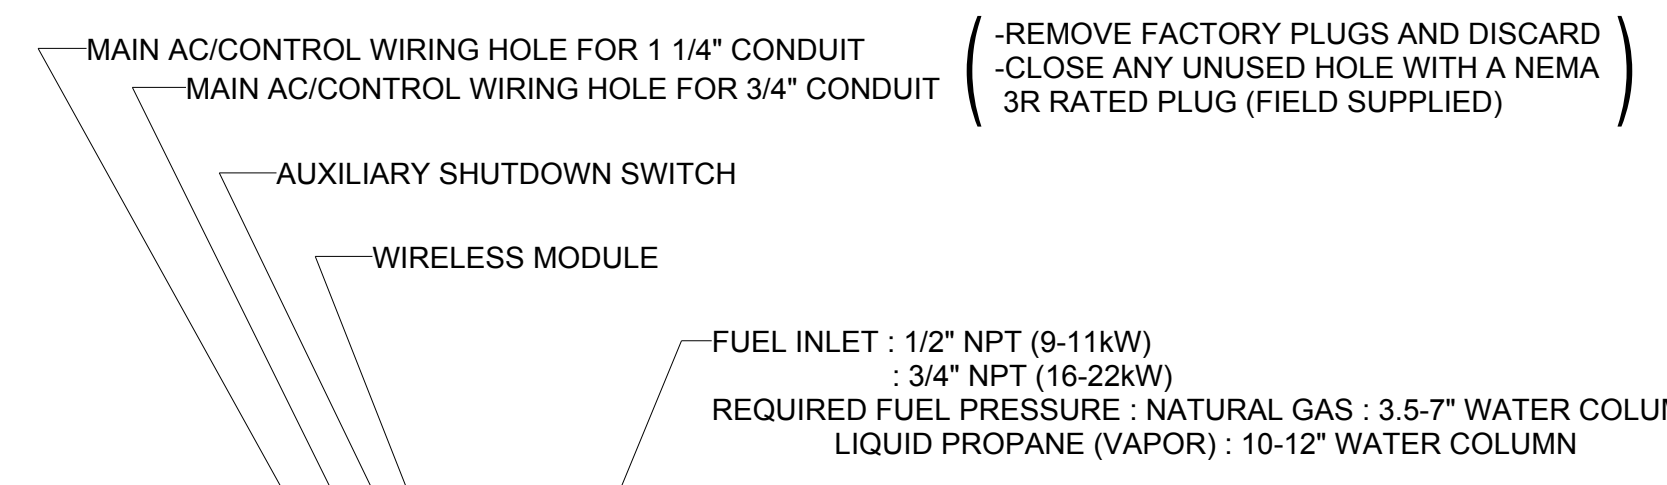 MAIN AC/CONTROL WIRING HOLE FOR 1 1/4" CONDUIT
MAIN AC/CONTROL WIRING HOLE FOR 3/4" CONDUIT
-REMOVE FACTORY PLUGS AND DISCARD
-CLOSE ANY UNUSED HOLE WITH A NEMA
3R RATED PLUG (FIELD SUPPLIED)
AUXILIARY SHUTDOWN SWITCH
WIRELESS MODULE
FUEL INLET : 1/2" NPT (9-11kW)
: 3/4" NPT (16-22kW)
REQUIRED FUEL PRESSURE : NATURAL GAS : 3.5-7" WATER
LIQUID PROPANE (VAPOR) : 10-12" WATER COLUMN